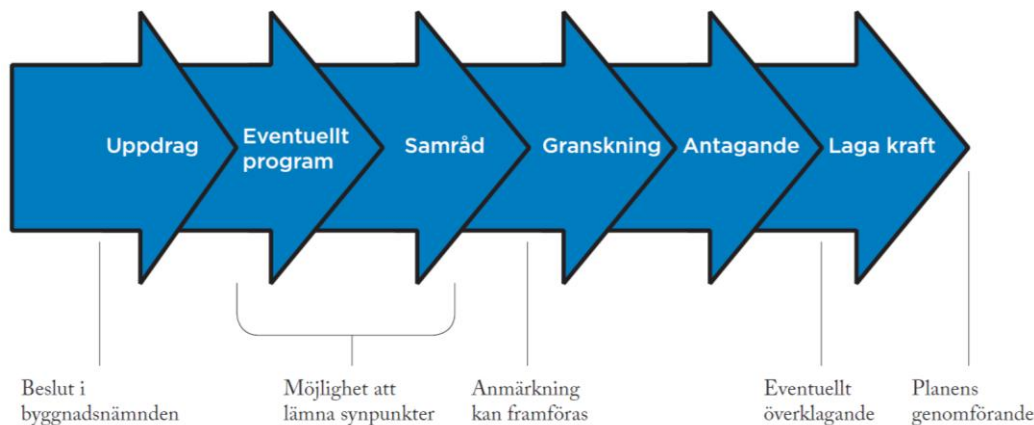 Uppdrag
Eventuellt
program
Samråd
Granskning
Antagande
Laga kraft
Beslut i
byggnadsnämnden
Möjlighet att
lämna synpunkter
Anmärkning
kan framföras
Eventuellt
överklagande
Planens
genomförande